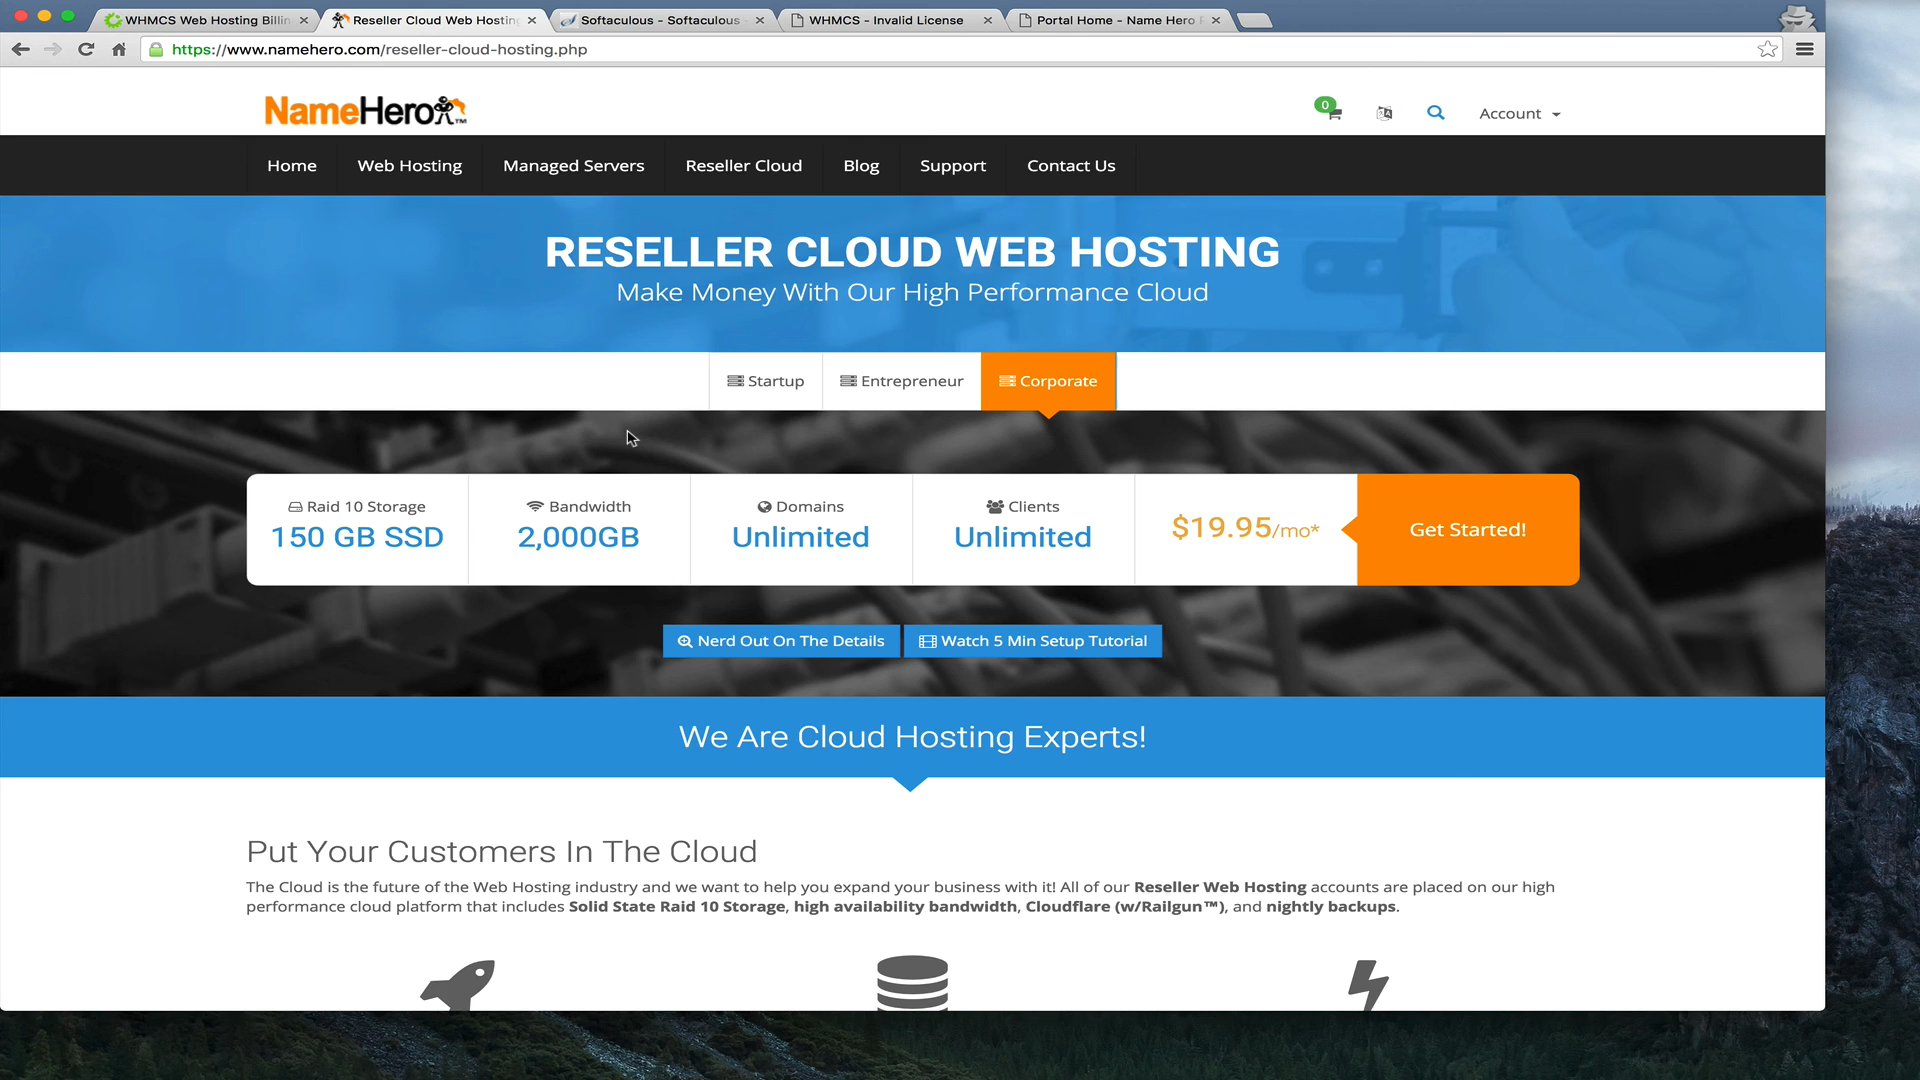 WHMCS Web Hosting Billin
Reseller Cloud Web Hosting
Softaculous - Softaculous
WHMCS - Invalid License
Portal Home - Name Hero
https://www.namehero.com/reseller-cloud-hosting.php
NameHero™
0
Account
Home
Web Hosting
Managed Servers
Reseller Cloud
Blog
Support
Contact Us
RESELLER CLOUD WEB HOSTING
Make Money With Our High Performance Cloud
Startup
Entrepreneur
Corporate
Raid 10 Storage
150 GB SSD
Bandwidth
2,000GB
Domains
Unlimited
Clients
Unlimited
$19.95/mo*
Get Started!
Nerd Out On The Details
Watch 5 Min Setup Tutorial
We Are Cloud Hosting Experts!
Put Your Customers In The Cloud
The Cloud is the future of the Web Hosting industry and we want to help you expand your business with it! All of our Reseller Web Hosting accounts are placed on our high
performance cloud platform that includes Solid State Raid 10 Storage, high availability bandwidth, Cloudflare (w/Railgun™), and nightly backups.